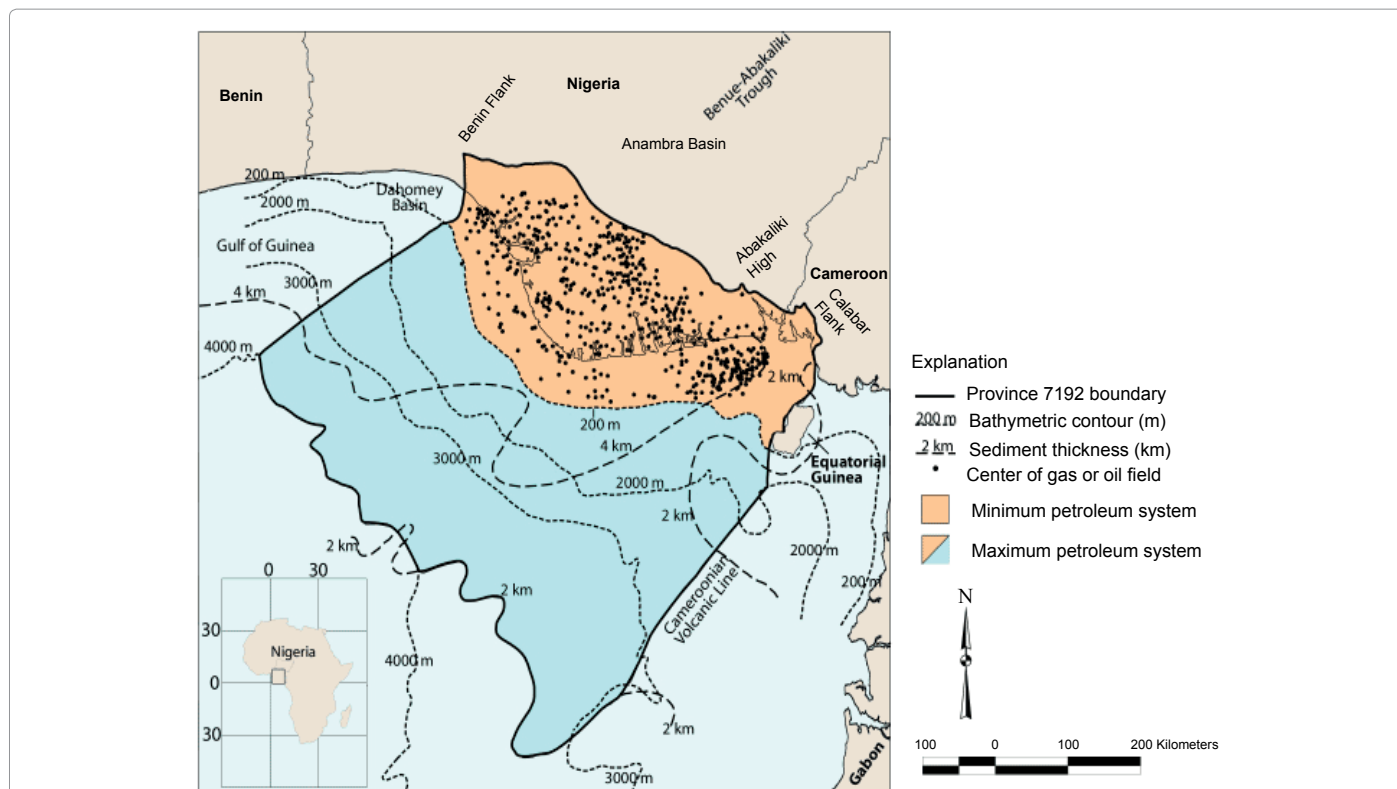 Benin
Nigeria
Benin Flank
Benue-Abakaliki
Trough
Anambra Basin
200 m
2000 m
Dahomey
Basin
Gulf of Guinea
3000 m
4 km
4000 m
Abakaliki
High
Cameroon
Calabar
Flank
2 km
200 m
4 km
3000 m
2000 m
Equatorial
Guinea
2 km
2 km
2000 m
200 m
2 km
Cameroonian
Volcanic Line
4000 m
2 km
3000 m
Gabon
0 30
30
Nigeria
0
30
Explanation
Province 7192 boundary
200 m Bathymetric contour (m)
2 km Sediment thickness (km)
Center of gas or oil field
Minimum petroleum system
Maximum petroleum system
N
100 0 100 200 Kilometers